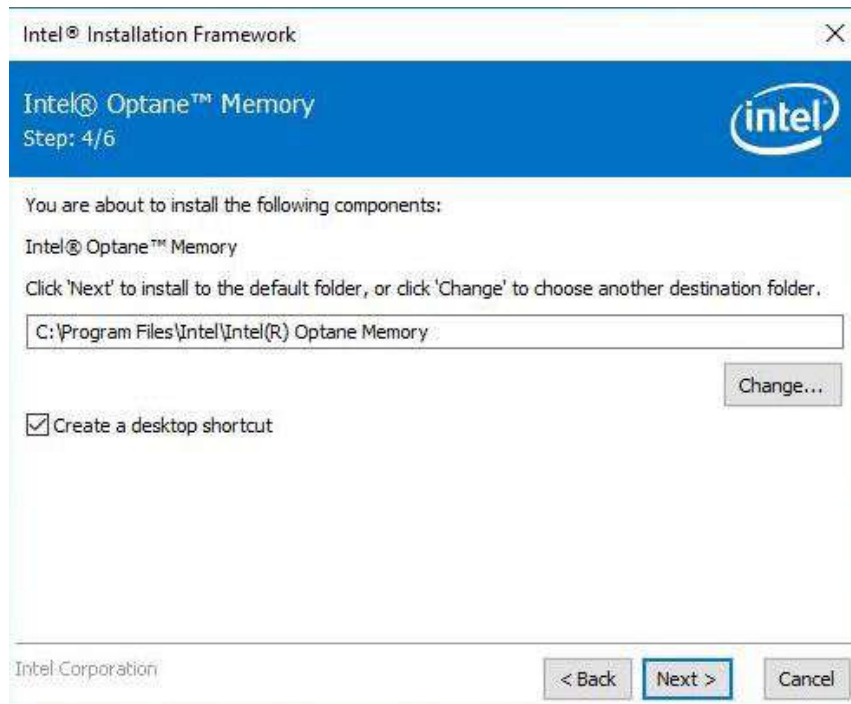 Intel® Installation Framework
Intel® Optane™ Memory
Step: 4/6
intel
You are about to install the following components:
Intel® Optane™ Memory
Click 'Next' to install to the default folder, or click 'Change' to choose another destination folder.
C:\Program Files\Intel\Intel(R) Optane Memory
Change...
Create a desktop shortcut
Intel Corporation
< Back Next > Cancel